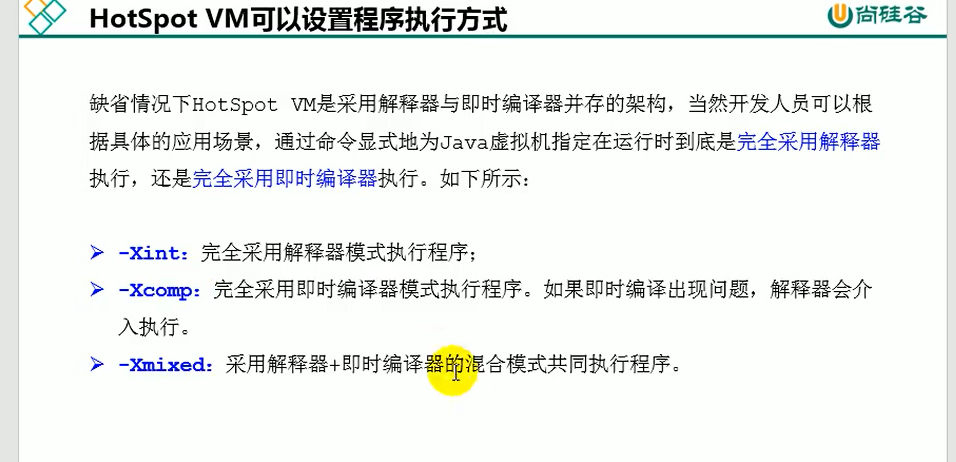 HotSpot VM可以设置程序执行方式
尚硅谷
缺省情况下HotSpot VM是采用解释器与即时编译器并存的架构，当然开发人员可以根
据具体的应用场景，通过命令显式地为Java虚拟机指定在运行时到底是完全采用解释器
执行，还是完全采用即时编译器执行。如下所示：
-Xint：完全采用解释器模式执行程序；
-Xcomp：完全采用即时编译器模式执行程序。如果即时编译出现问题，解释器会介
入执行。
-Xmixed：采用解释器+即时编译器的混合模式共同执行程序。